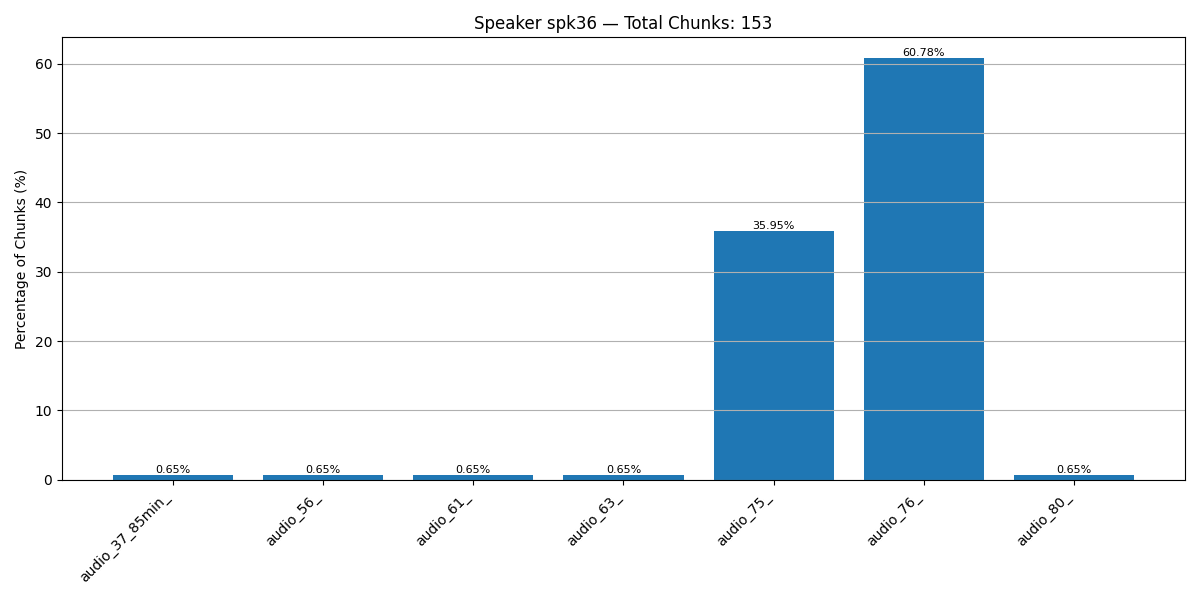 Speaker spk36 — Total Chunks: 153
Percentage of Chunks (%)
60
50
40
30
20
10
0
0.65%
0.65%
0.65%
0.65%
35.95%
60.78%
0.65%
audio_37_85min_
audio_56_
audio_61_
audio_63_
audio_75_
audio_76_
audio_80_